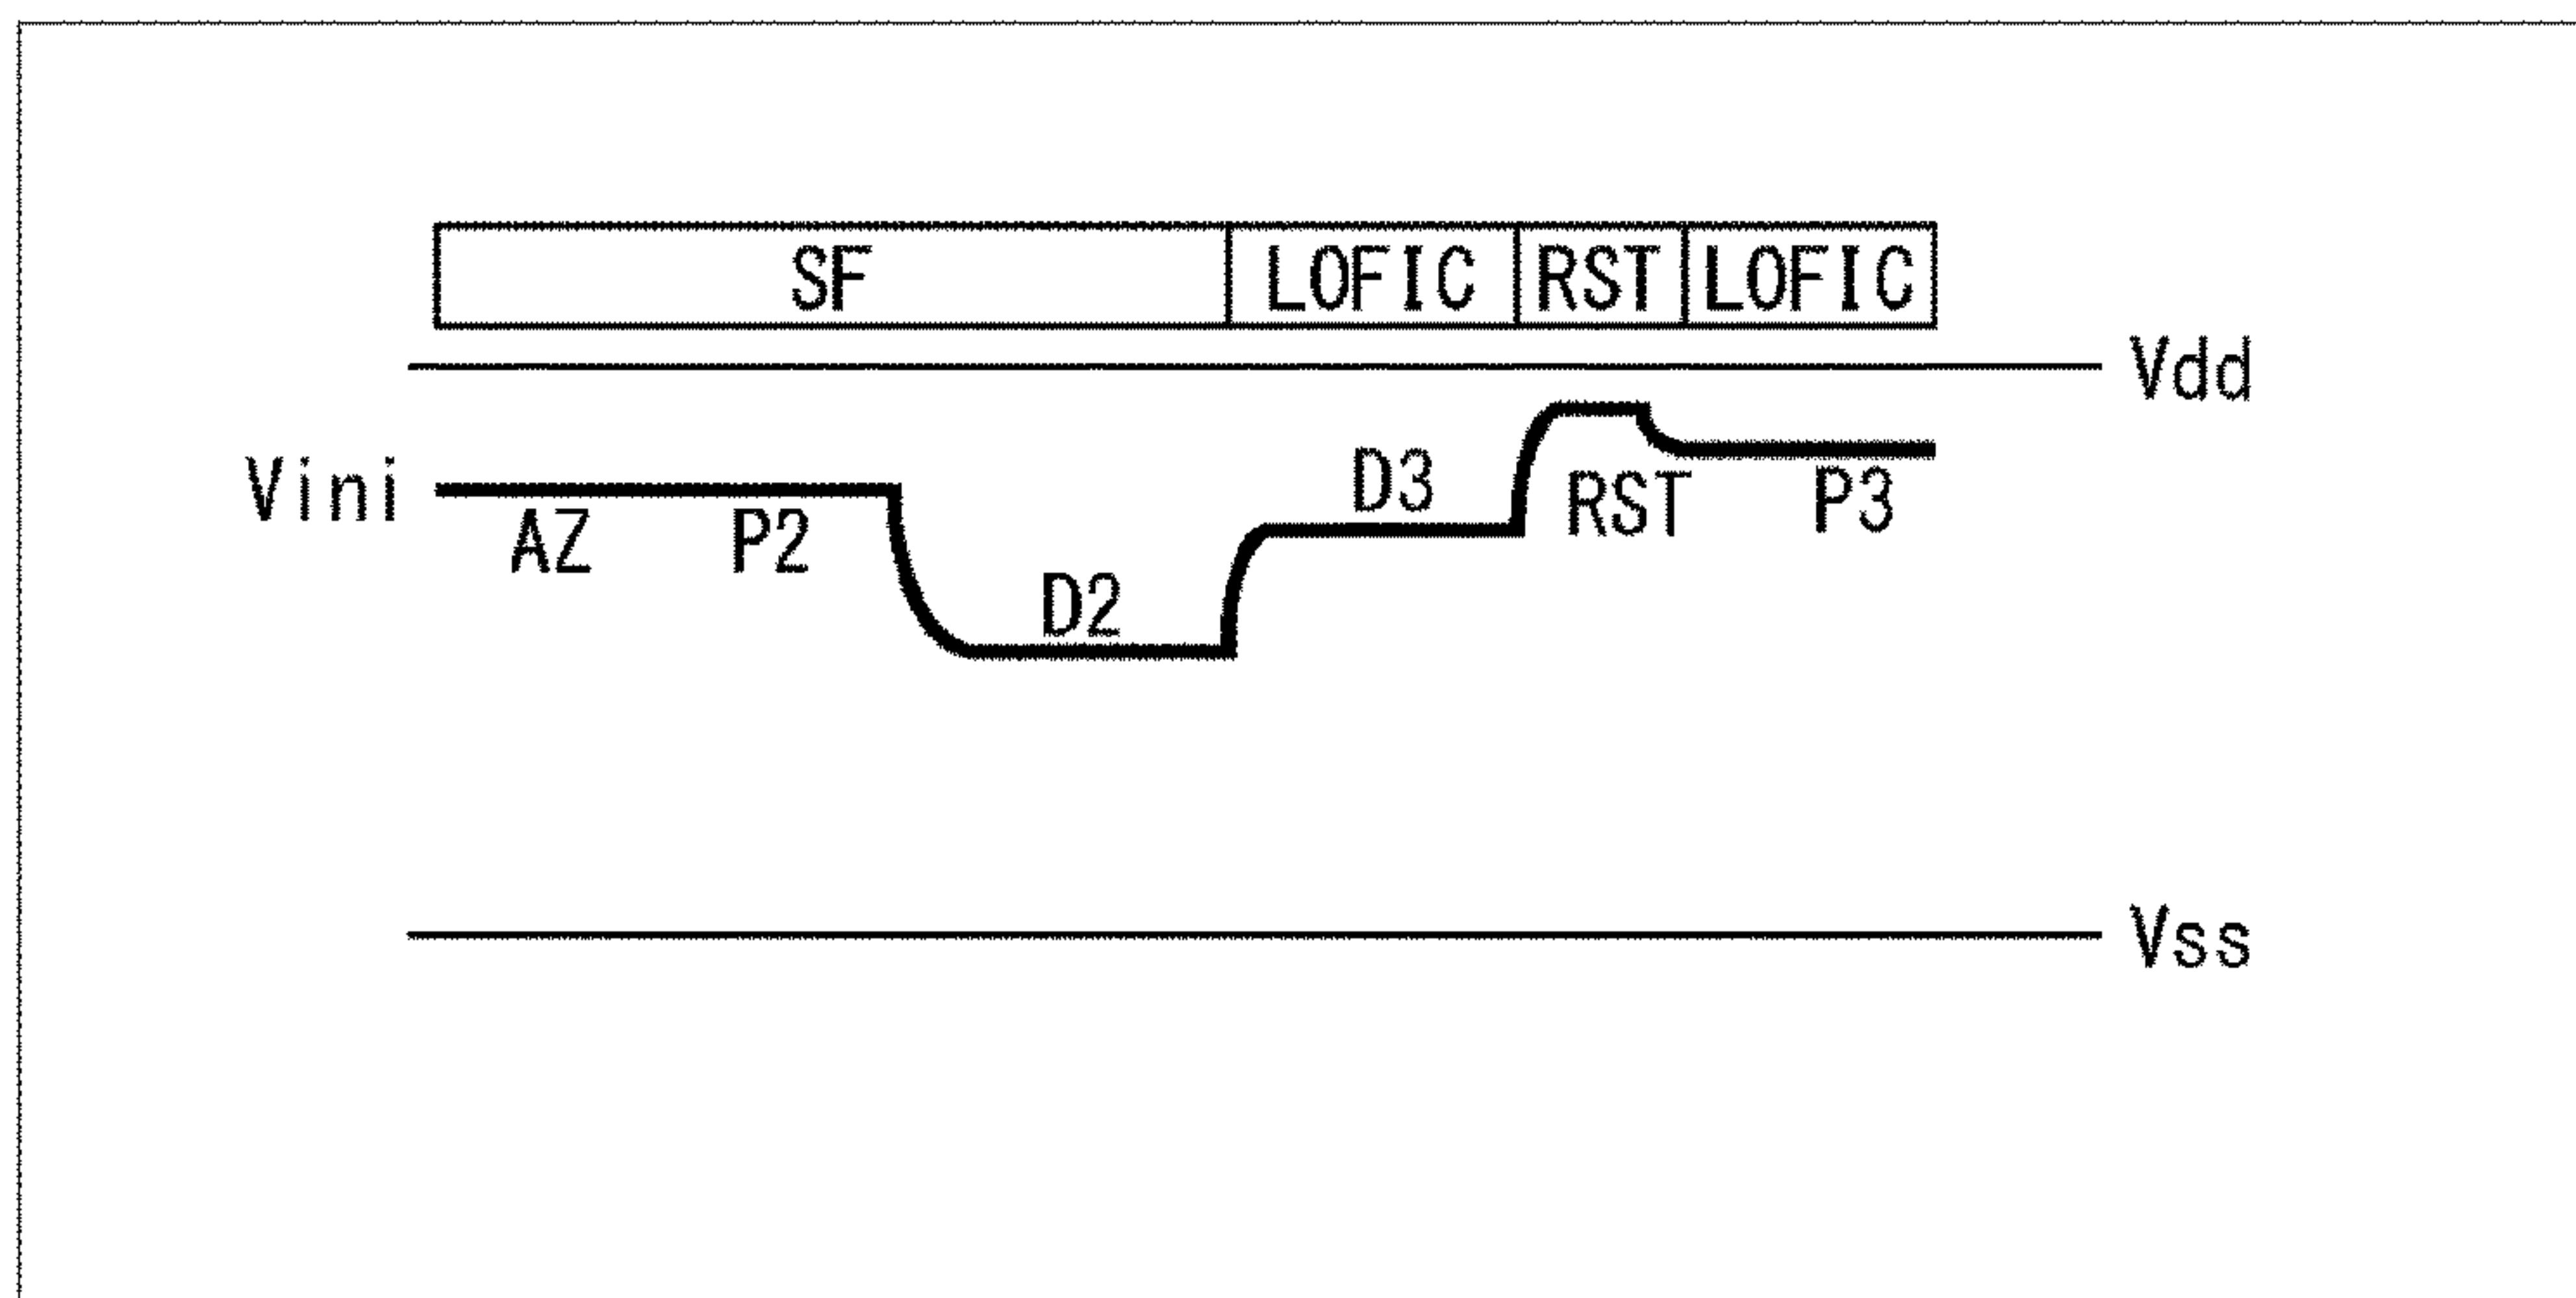 SF LOFIC RST LOFIC
Vdd
Vini
AZ P2 D2 D3 RST P3
Vss